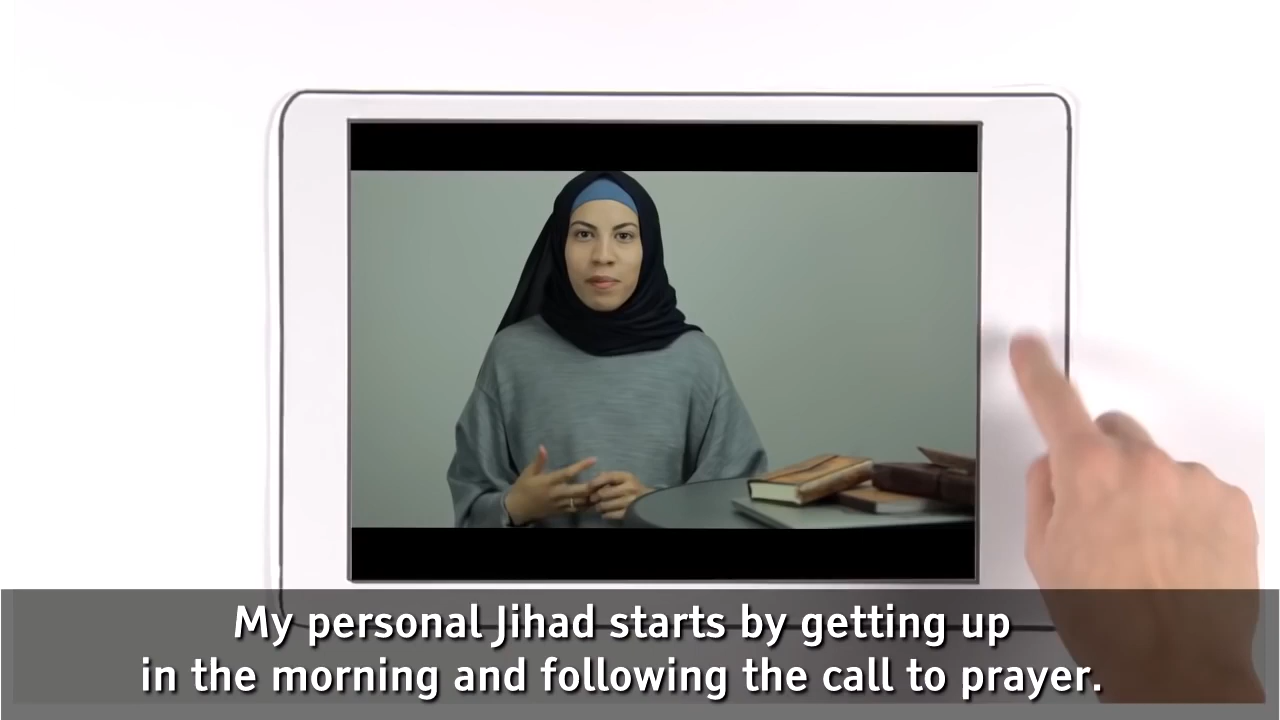 My personal Jihad starts by getting up
in the morning and following the call to prayer.